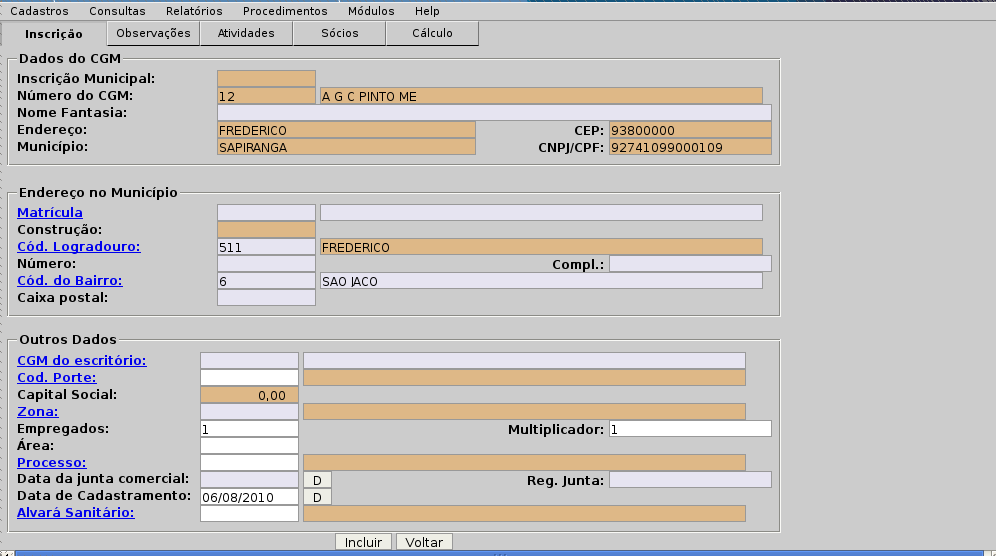 Cadastros Consultas Relatórios Procedimentos Módulos Help
Inscrição Observações Atividades Sócios Cálculo
Dados do CGM
Inscrição Municipal:
Número do CGM: 12 A G C PINTO ME
Nome Fantasia:
Endereço: FREDERICO CEP: 93800000
Município: SAPIRANGA CNPJ/CPF: 92741099000109
Endereço no Município
Matrícula
Construção:
Cód. Logradouro: 511 FREDERICO
Número: Compl.:
Cód. do Bairro: 6 SAO JACO
Caixa postal:
Outros Dados
CGM do escritório:
Cod. Porte:
Capital Social: 0,00
Zona:
Empregados: 1 Multiplicador: 1
Área:
Processo:
Data da junta comercial: D Reg. Junta:
Data de Cadastramento: 06/08/2010 D
Alvará Sanitário:
Incluir Voltar